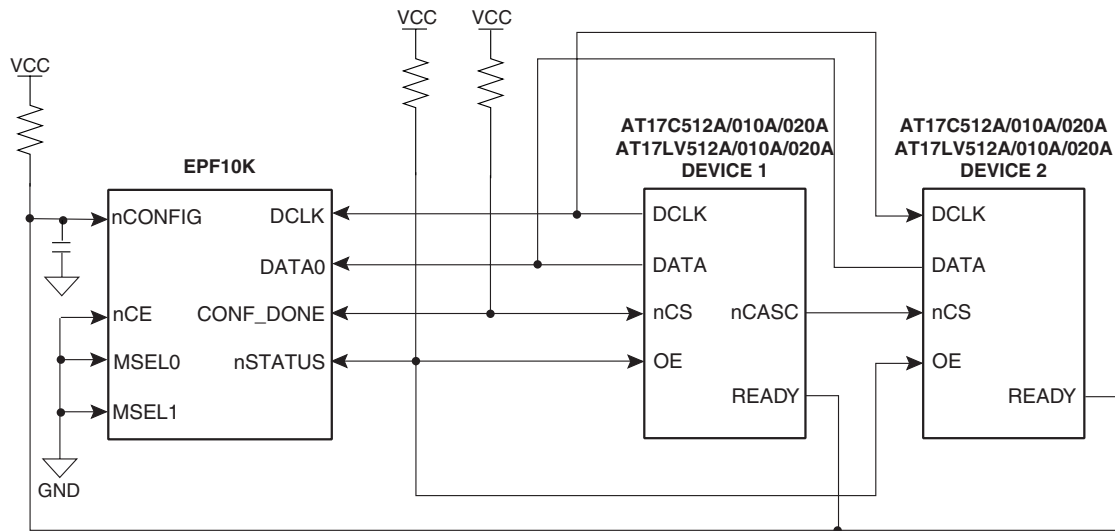 VCC
VCC
VCC
EPF10K
nCONFIG
DCLK
DATA0
nCE
CONF_DONE
MSEL0
nSTATUS
MSEL1
GND
AT17C512A/010A/020A
AT17LV512A/010A/020A
DEVICE 1
DCLK
DATA
nCS
nCASC
OE
READY
AT17C512A/010A/020A
AT17LV512A/010A/020A
DEVICE 2
DCLK
DATA
nCS
OE
READY